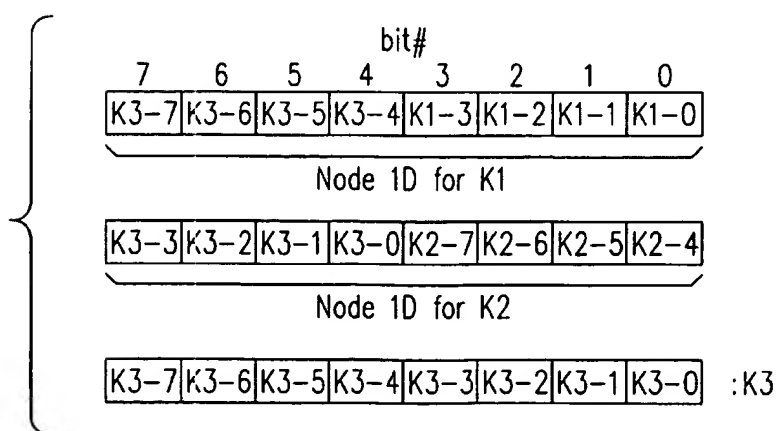 bit#
7 6 5 4 3 2 1 0
K3-7 K3-6 K3-5 K3-4 K1-3 K1-2 K1-1 K1-0
Node 1D for K1
K3-3 K3-2 K3-1 K3-0 K2-7 K2-6 K2-5 K2-4
Node 1D for K2
K3-7 K3-6 K3-5 K3-4 K3-3 K3-2 K3-1 K3-0 :K3